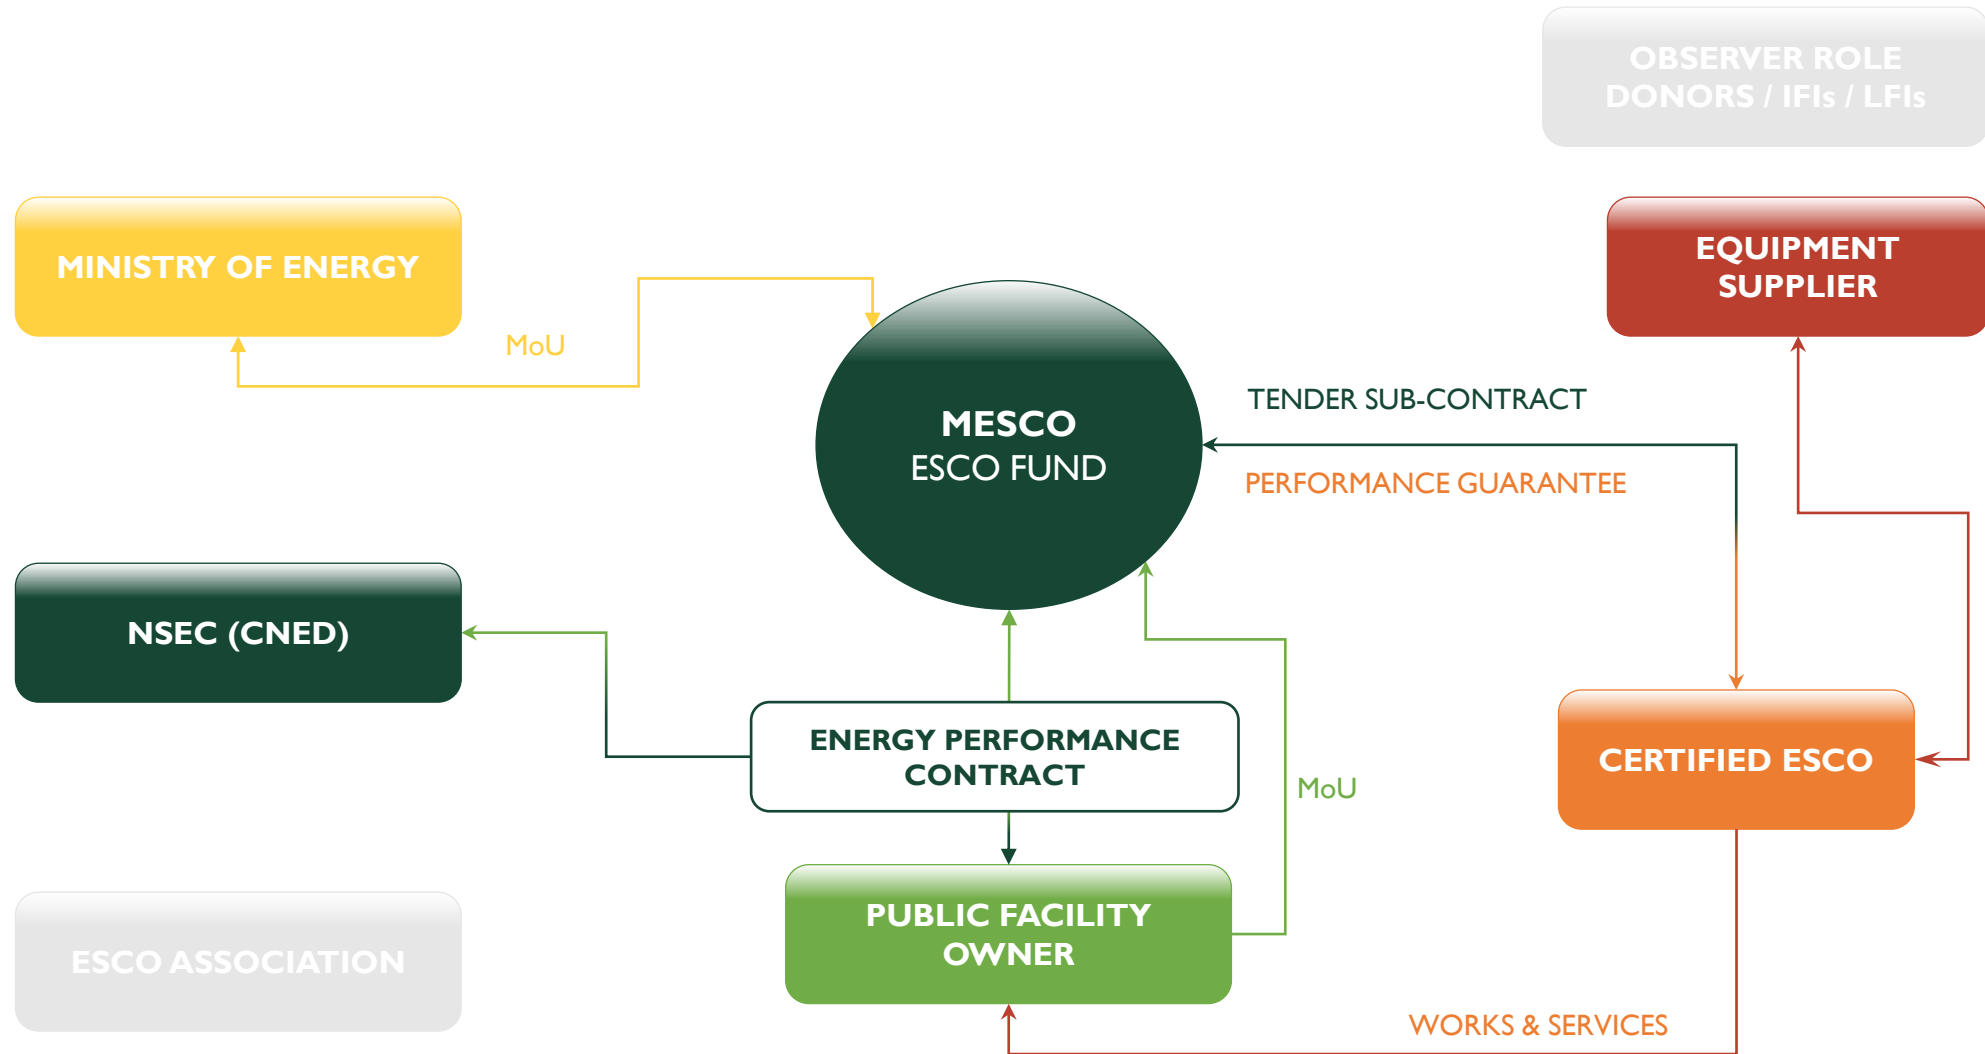 OBSERVER ROLE
DONORS / IFIs / LFIs
MINISTRY OF ENERGY
EQUIPMENT
SUPPLIER
MoU
MESCO
ESCO FUND
TENDER SUB-CONTRACT
PERFORMANCE GUARANTEE
NSEC (CNED)
ENERGY PERFORMANCE
CONTRACT
MoU
CERTIFIED ESCO
PUBLIC FACILITY
OWNER
ESCO ASSOCIATION
WORKS & SERVICES